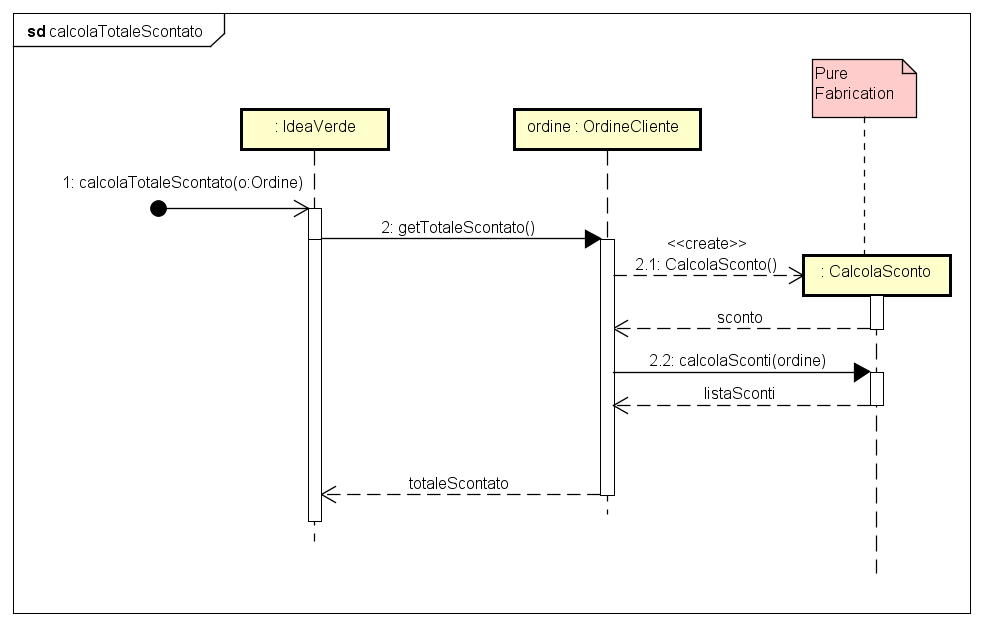 sd calcolaTotaleScontato
Pure
Fabrication
: IdeaVerde
ordine : OrdineCliente
1: calcolaTotaleScontato(o:Ordine)
2: getTotaleScontato()
<<create>>
2.1: CalcolaSconto()
: CalcolaSconto
sconto
2.2: calcolaSconti(ordine)
listaSconti
totaleScontato